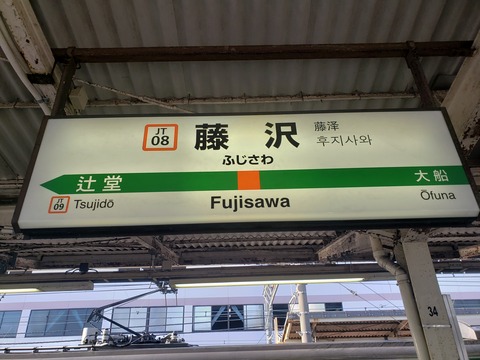 JT
08
藤沢
藤泽
후지사와
ふじさわ
辻堂
大船
JT
09
Tsujidō
Fujisawa
Ōfuna
34